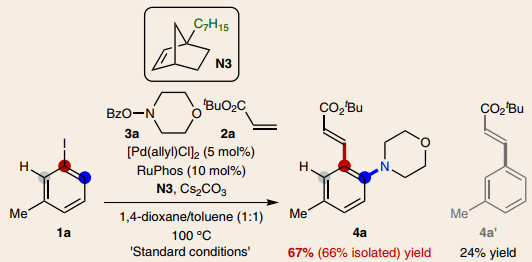 C₇H₁₅
N3
BzO N O
3a
ᵗBuO₂C
2a
[Pd(allyl)Cl]₂ (5 mol%)
RuPhos (10 mol%)
N3, Cs₂CO₃
1,4-dioxane/toluene (1:1)
100 °C
'Standard conditions'
I
H
Me
1a
CO₂ᵗBu
H
N
O
Me
4a
67% (66% isolated) yield
CO₂ᵗBu
Me
4a'
24% yield